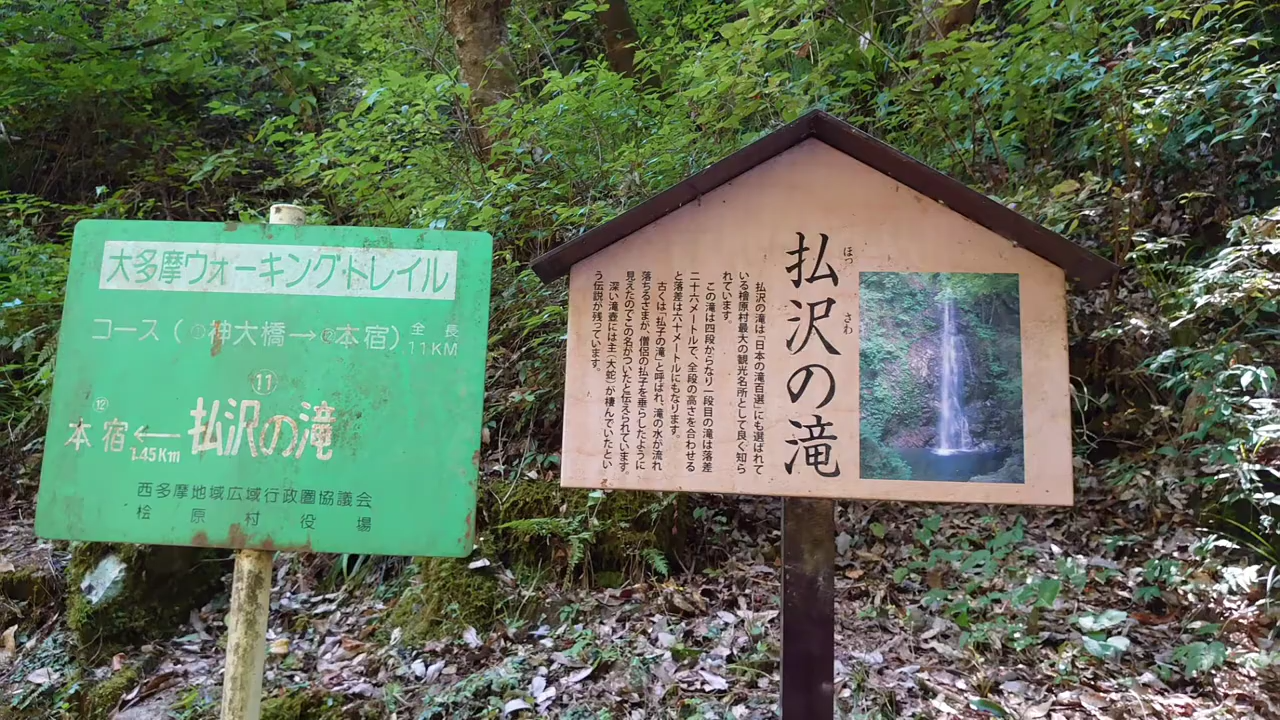 大多摩ウォーキング・トレイル
コース(①神大橋→⑫本宿)全長11KM
⑪
⑫
本宿←払沢の滝
1.45Km
西多摩地域広域行政圏協議会
桧原村役場
払沢の滝
ほっ さわ
払沢の滝は「日本の滝百選」にも選ばれて
いる檜原村最大の観光名所として良く知ら
れています。
この滝は四段からなり一段目の滝は落差
二十六メートルで、全段の高さを合わせる
と落差は六十メートルにもなります。
古くは「払子の滝」と呼ばれ、滝の水が流れ
落ちるさまが、僧侶の払子を垂らしたように
見えたのでこの名がついたと伝えられています。
深い滝壺には主(大蛇)が棲んでいたとい
う伝説が残っています。